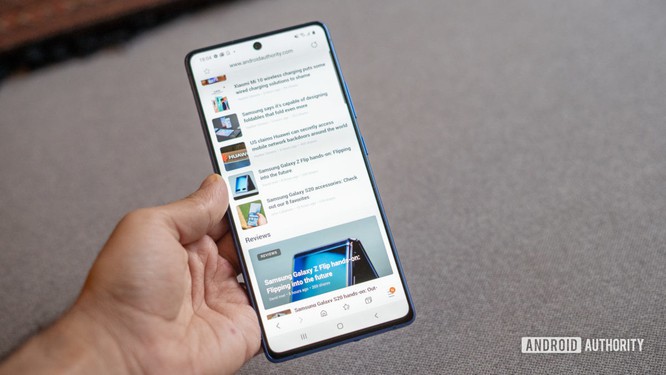 www.androidauthority.com
Xiaomi Mi 10 wireless charging puts some
wired charging solutions to shame
Samsung says it's capable of designing
foldables that fold even more
US claims Huawei can secretly access
mobile network backdoors around the world
HUAWEI
Samsung Galaxy Z Flip hands-on: Flipping
into the future
Samsung Galaxy S20 accessories: Check
out our 8 favorites
Reviews
REVIEWS
Samsung Galaxy Z Flip hands-on:
Flipping into the future
Samsung Galaxy S20 hands-on: Out-
ANDROID AUTHORITY